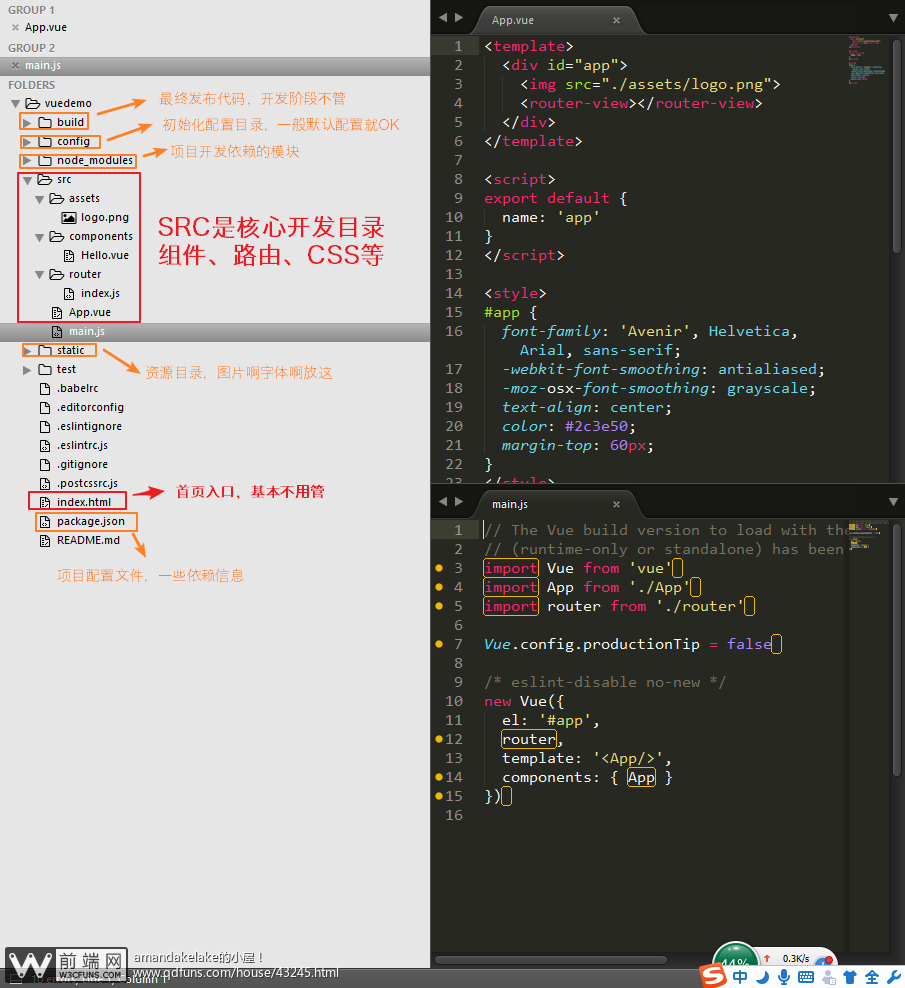 GROUP 1
App.vue
GROUP 2
main.js
FOLDERS
vuedemo
build
最终发布代码，开发阶段不管
config
初始化配置目录，一般默认配置就OK
node_modules
项目开发依赖的模块
src
assets
logo.png
components
Hello.vue
router
index.js
App.vue
SRC是核心开发目录
组件、路由、CSS等
main.js
static
资源目录，图片啊字体啊放这
test
.babelrc
.editorconfig
.eslintignore
.eslintrc.js
.gitignore
.postcssrc.js
index.html
首页入口，基本不用管
package.json
README.md
项目配置文件，一些依赖信息
App.vue
1 <template>
2 <div id="app">
3 <img src="./assets/logo.png">
4 <router-view></router-view>
5 </div>
6 </template>
7
8 <script>
9 export default {
10 name: 'app'
11 }
12 </script>
13
14 <style>
15 #app {
16 font-family: 'Avenir', Helvetica,
Arial, sans-serif;
17 -webkit-font-smoothing: antialiased;
18 -moz-osx-font-smoothing: grayscale;
19 text-align: center;
20 color: #2c3e50;
21 margin-top: 60px;
22 }
23 </style>
main.js
1 // The Vue build version to load with the
2 // (runtime-only or standalone) has been
3 import Vue from 'vue'
4 import App from './App'
5 import router from './router'
6
7 Vue.config.productionTip = false
8
9 /* eslint-disable no-new */
10 new Vue({
11 el: '#app',
12 router,
13 template: '<App/>',
14 components: { App }
15 })
16
前端网
W3CFUNS.COM
amandakelake的小屋！
www.qdfuns.com/house/43245.html
44%
0.3K/s
中
全